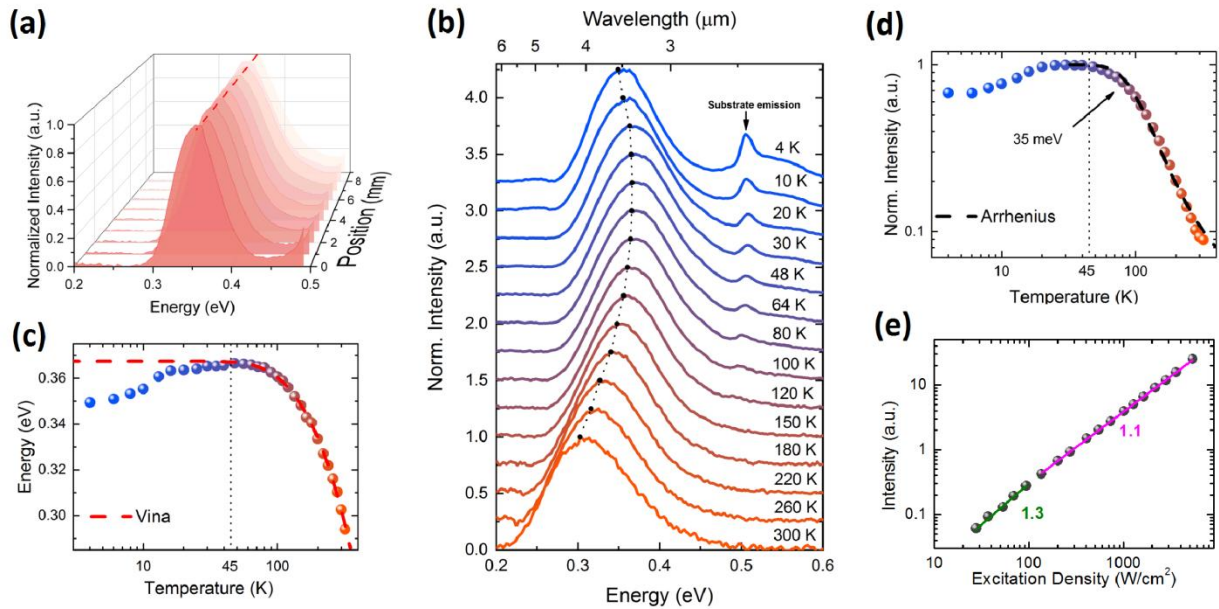 (a)
Normalized Intensity (a.u.)
1.0
0.8
0.6
0.4
0.2
0.0
0.2
0.3
0.4
0.5
Energy (eV)
0
2
4
6
8
Position (mm)
(b)
Wavelength (μm)
6
5
4
3
Norm. Intensity (a.u.)
4.0
3.5
3.0
2.5
2.0
1.5
1.0
0.5
0.0
Substrate emission
4 K
10 K
20 K
30 K
48 K
64 K
80 K
100 K
120 K
150 K
180 K
220 K
260 K
300 K
0.2
0.3
0.4
0.5
0.6
Energy (eV)
(c)
Energy (eV)
0.36
0.34
0.32
0.30
Vina
10
45
100
Temperature (K)
(d)
Norm. Intensity (a.u.)
1
0.1
35 meV
Arrhenius
10
45
100
Temperature (K)
(e)
Intensity (a.u.)
10
1
0.1
1.1
1.3
10
100
1000
Excitation Density (W/cm²)